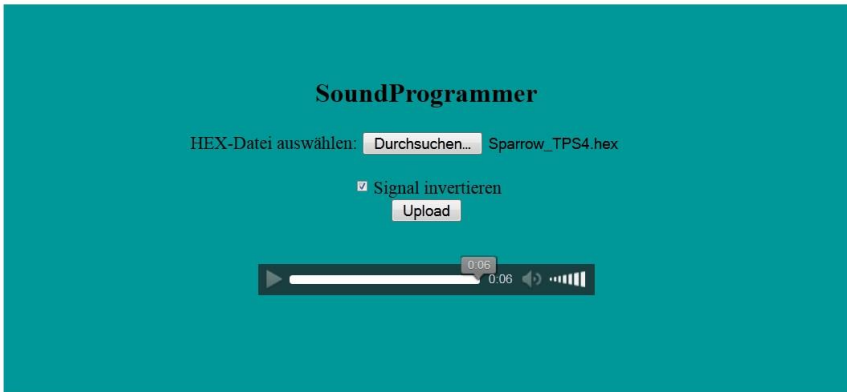 SoundProgrammer
HEX-Datei auswählen: Durchsuchen... Sparrow_TPS4.hex
Signal invertieren
Upload
0:06
0:06